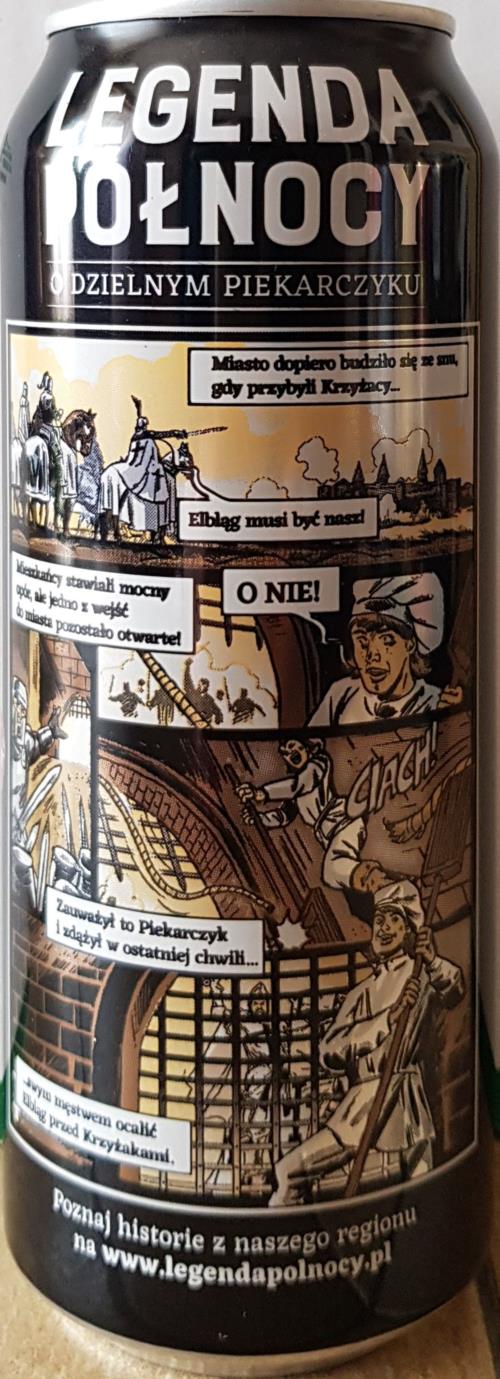 LEGENDA
PÓŁNOCY
O DZIELNYM PIEKARCZYKU
Miasto dopiero budziło się ze snu,
gdy przybyli Krzyżacy...
Elbląg musi być nasz!
Mieszkańcy stawiali mocny
opór, ale jedno z wejść
do miasta pozostało otwarte!
O NIE!
CIACH!
Zauważył to Piekarczyk
i zdążył w ostatniej chwili...
...swym męstwem ocalić
Elbląg przed Krzyżakami.
Poznaj historie z naszego regionu
na www.legendapolnocy.pl